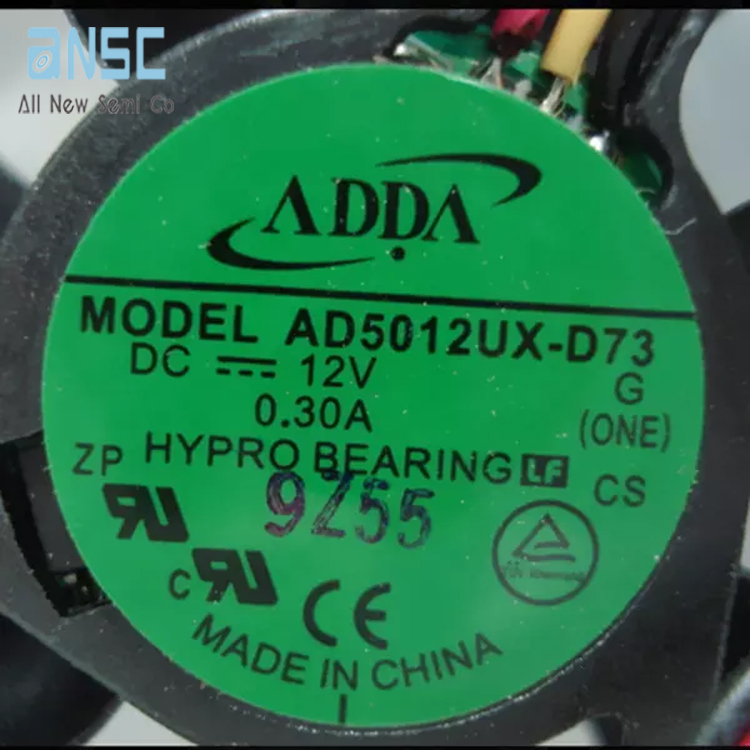 ANSC
All New Semi Co
ADDA
MODEL AD5012UX-D73
DC 12V
G
0.30A
(ONE)
ZP HYPRO BEARING LF CS
9Z55
c
CE
MADE IN CHINA
I